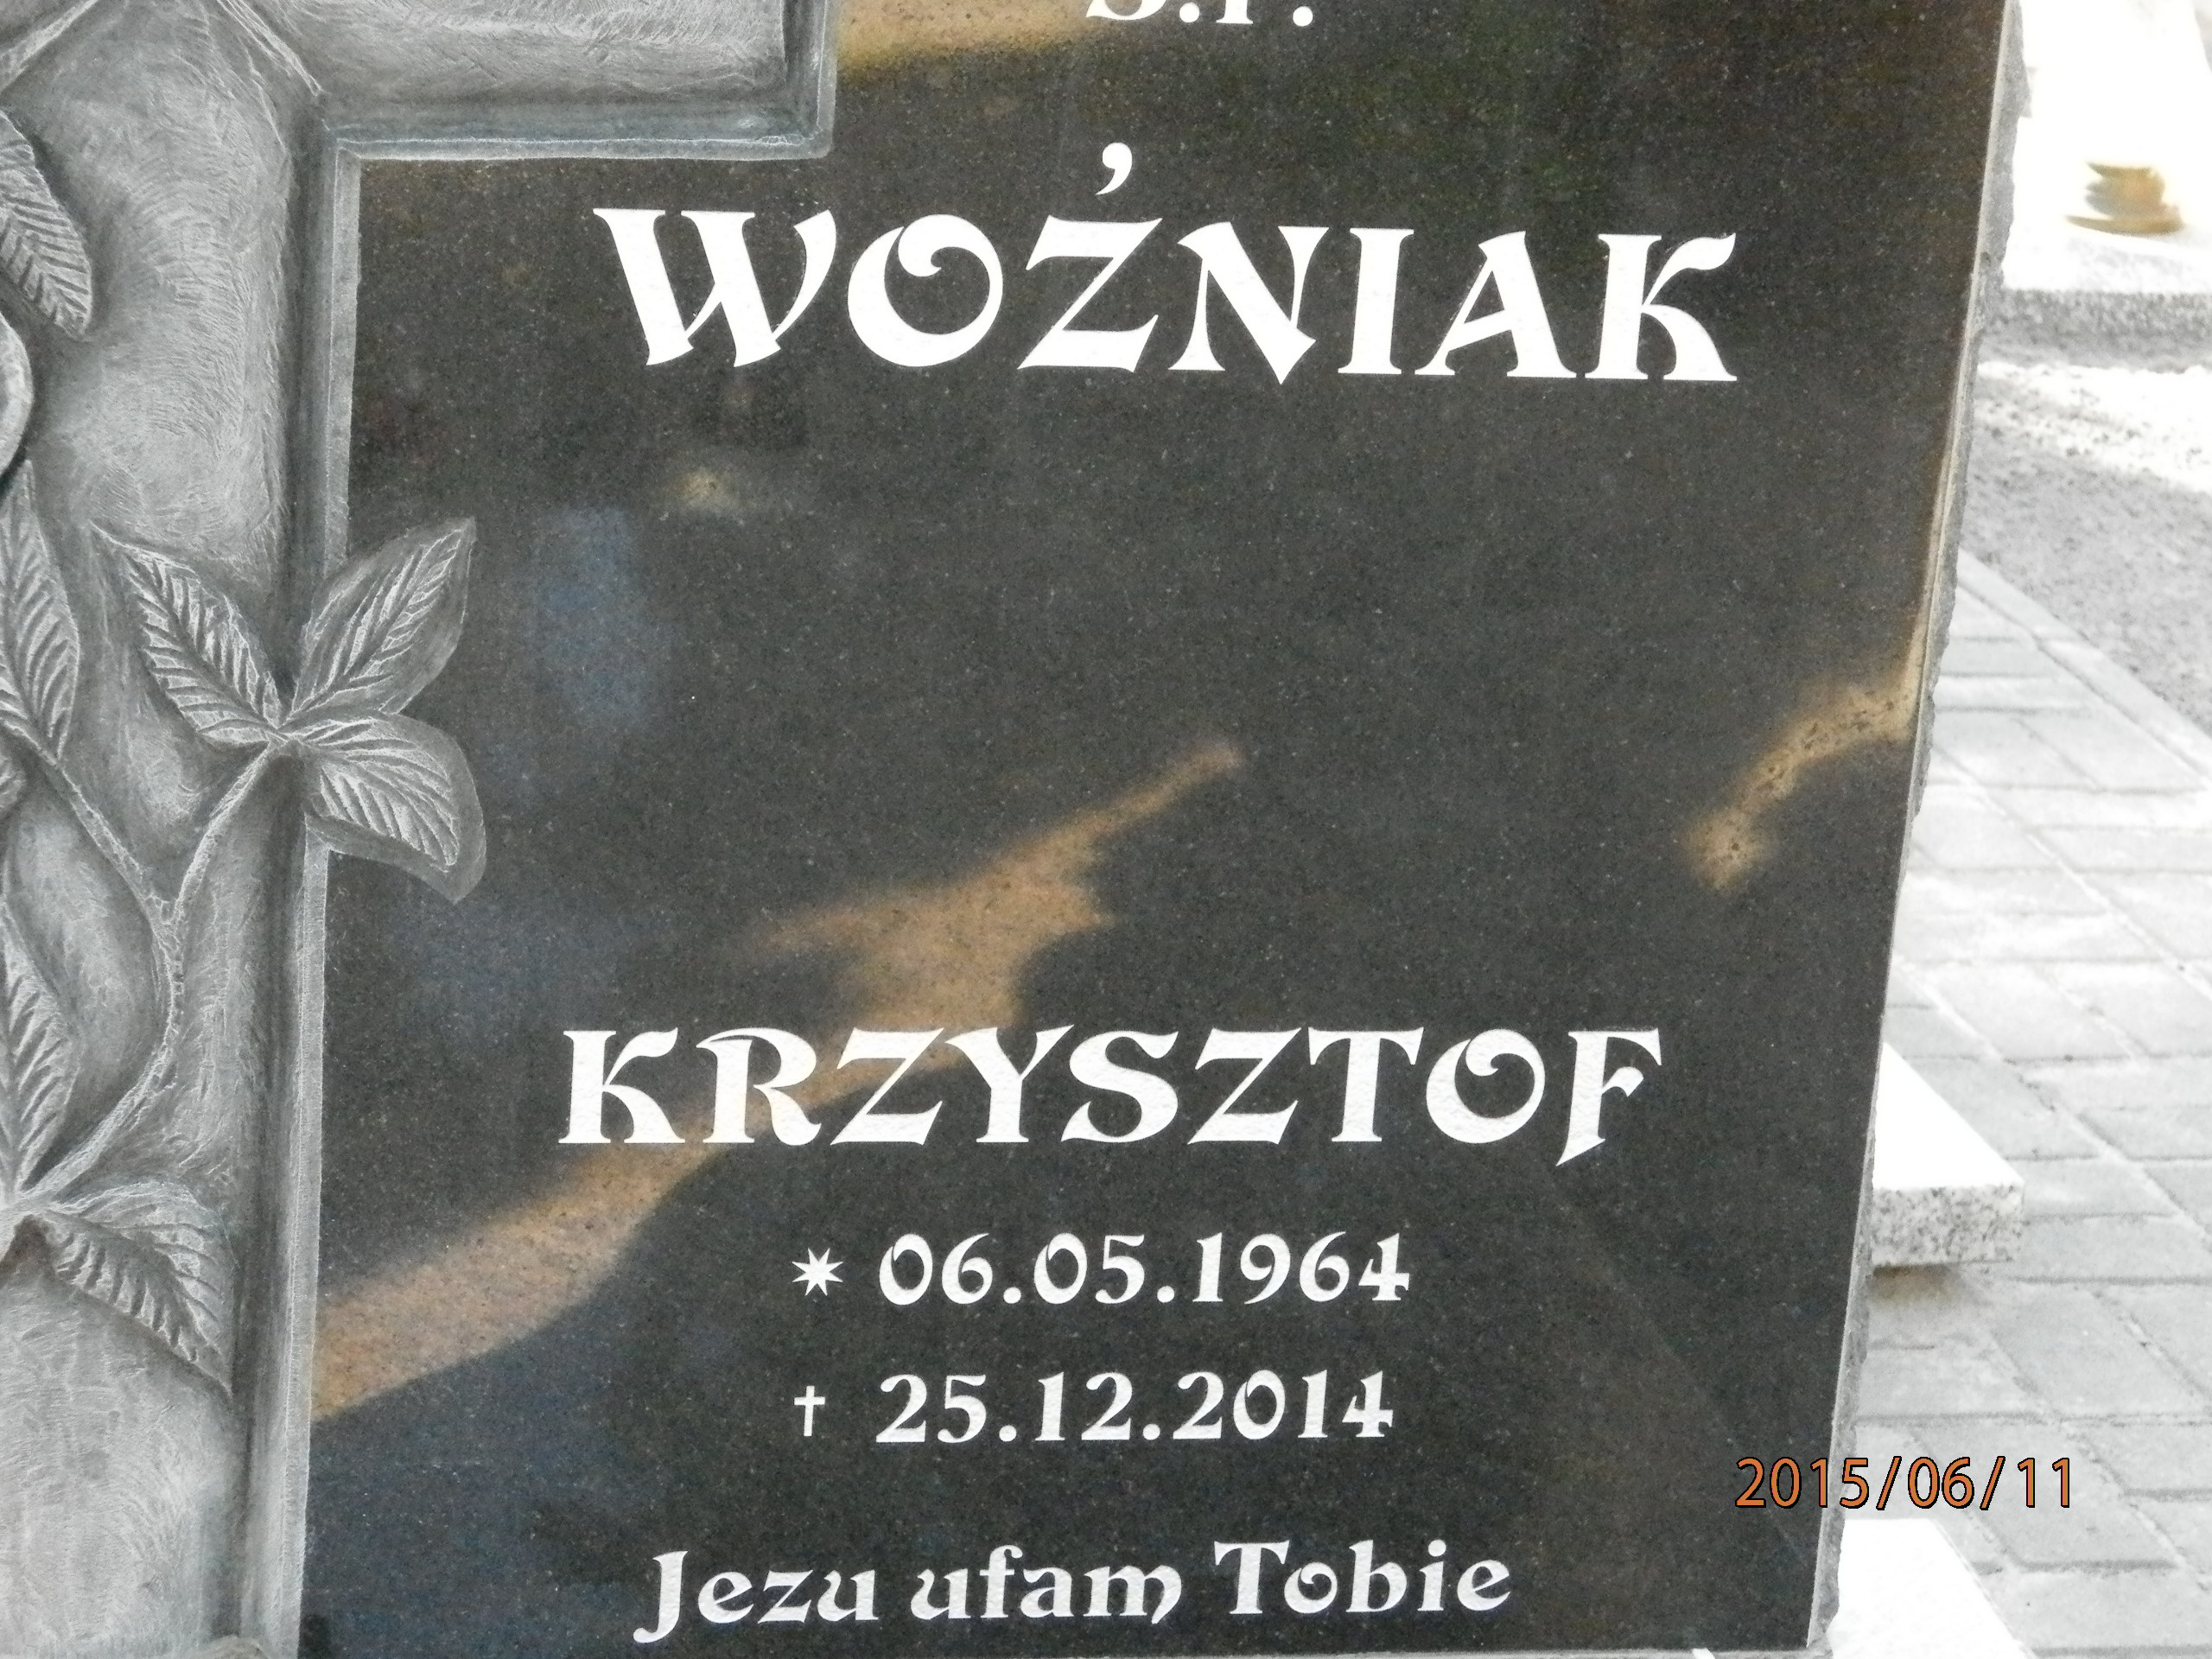 Ś.P.
WOŹNIAK
KRZYSZTOF
✷ 06.05.1964
✝ 25.12.2014
Jezu ufam Tobie
2015/06/11